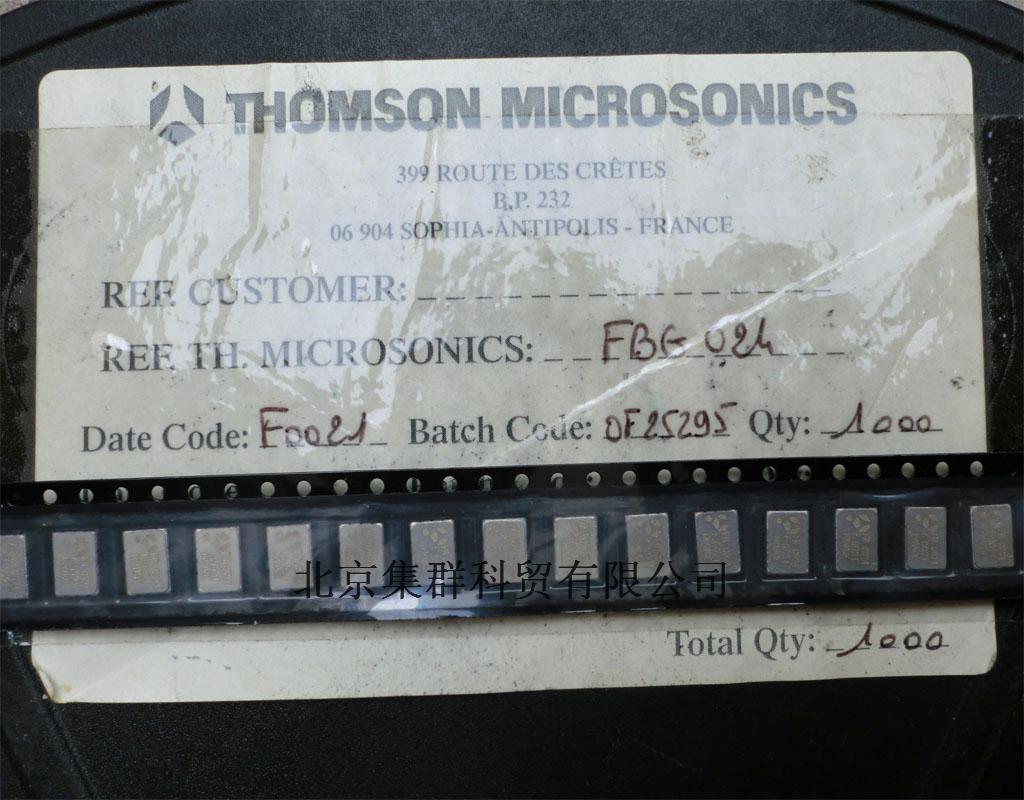 THOMSON MICROSONICS
399 ROUTE DES CRÊTES
B.P. 232
06 904 SOPHIA-ANTIPOLIS - FRANCE
REF. CUSTOMER:
REF. TH. MICROSONICS: FBG 024
Date Code: F0021 Batch Code: OF25295 Qty: 1000
北京集群科贸有限公司
Total Qty: 1000